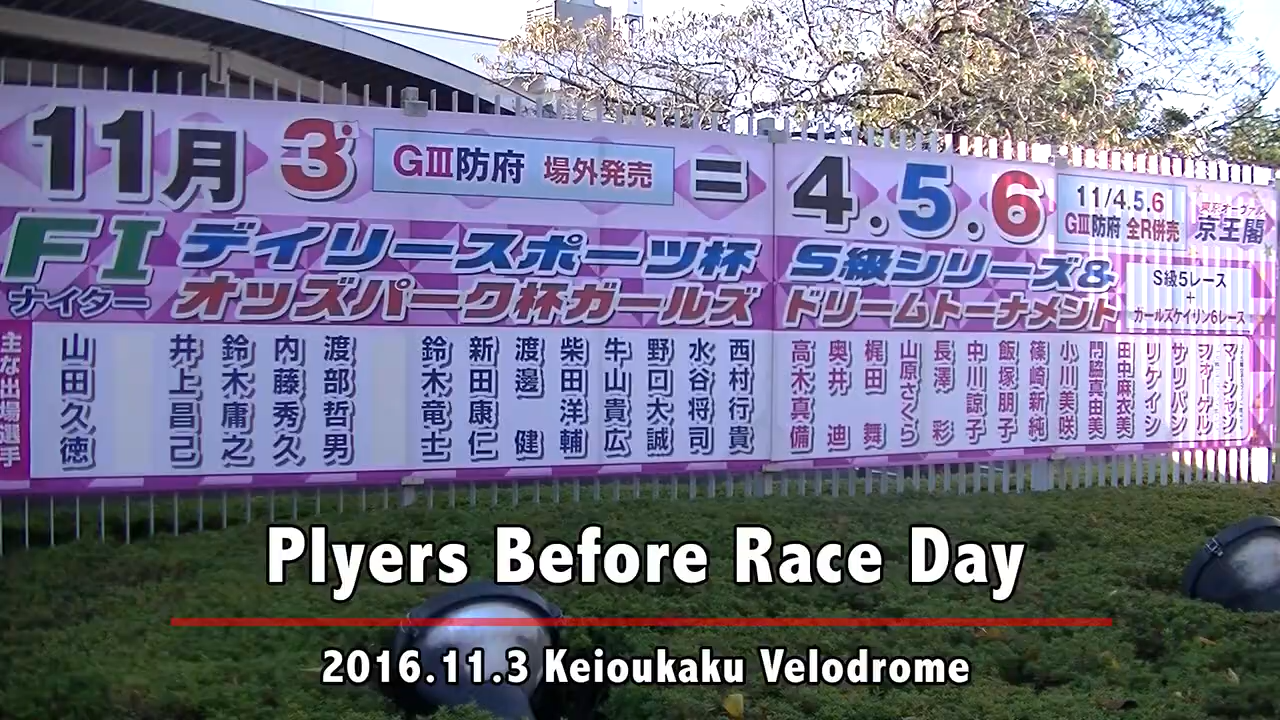 11月3° GⅢ防府 場外発売 = 4.5.6 11/4.5.6 GⅢ防府 全R併売 東京オーヴァル 京王閣
FI ナイター
デイリースポーツ杯 S級シリーズ&
オッズパーク杯ガールズ ドリームトーナメント
S級5レース
+
ガールズケイリン6レース
主な出場選手
山田久徳
井上昌己
鈴木庸之
内藤秀久
渡部哲男
鈴木竜士
新田康仁
渡邊健
柴田洋輔
牛山貴広
野口大誠
水谷将司
西村行貴
高木真備
奥井迪
梶田舞
山原さくら
長澤彩
中川諒子
飯塚朋子
篠崎新純
小川美咲
門脇真由美
田中麻衣美
リケイン
サリバン
フォーゲル
マーシャン
Plyers Before Race Day
2016.11.3 Keioukaku Velodrome